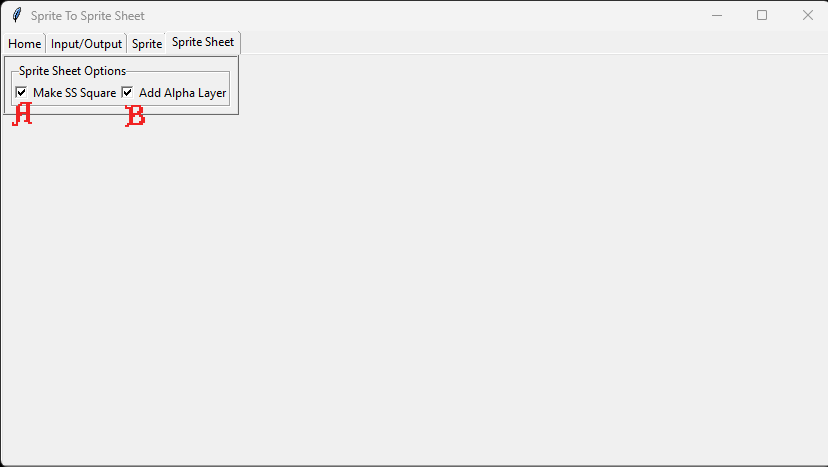 Sprite To Sprite Sheet
Home Input/Output Sprite Sprite Sheet
Sprite Sheet Options
Make SS Square Add Alpha Layer
A B